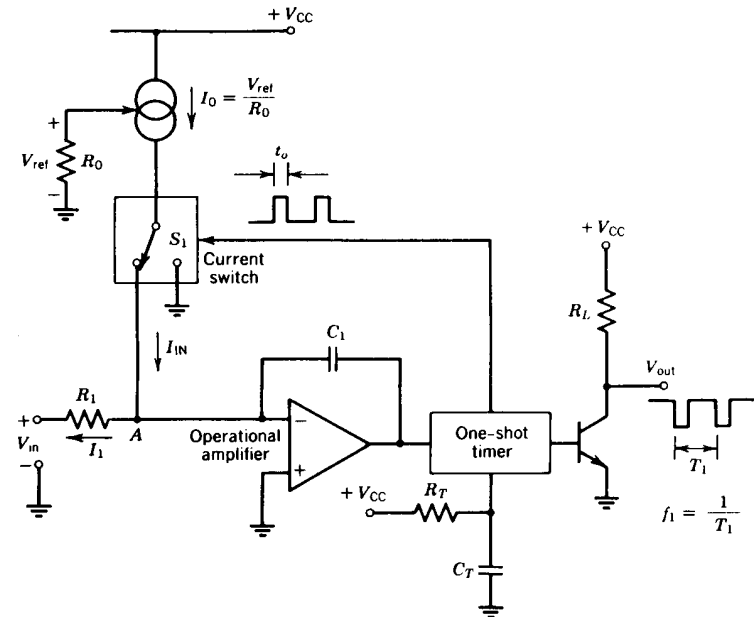 + V_CC
I_0 = V_ref / R_0
+
V_ref
R_0
−
t_o
S_1
Current
switch
+ V_CC
R_L
I_IN
C_1
V_out
R_1
+
V_in
−
I_1
A
Operational
amplifier
−
+
One-shot
timer
T_1
+ V_CC
R_T
f_1 = 1 / T_1
C_T